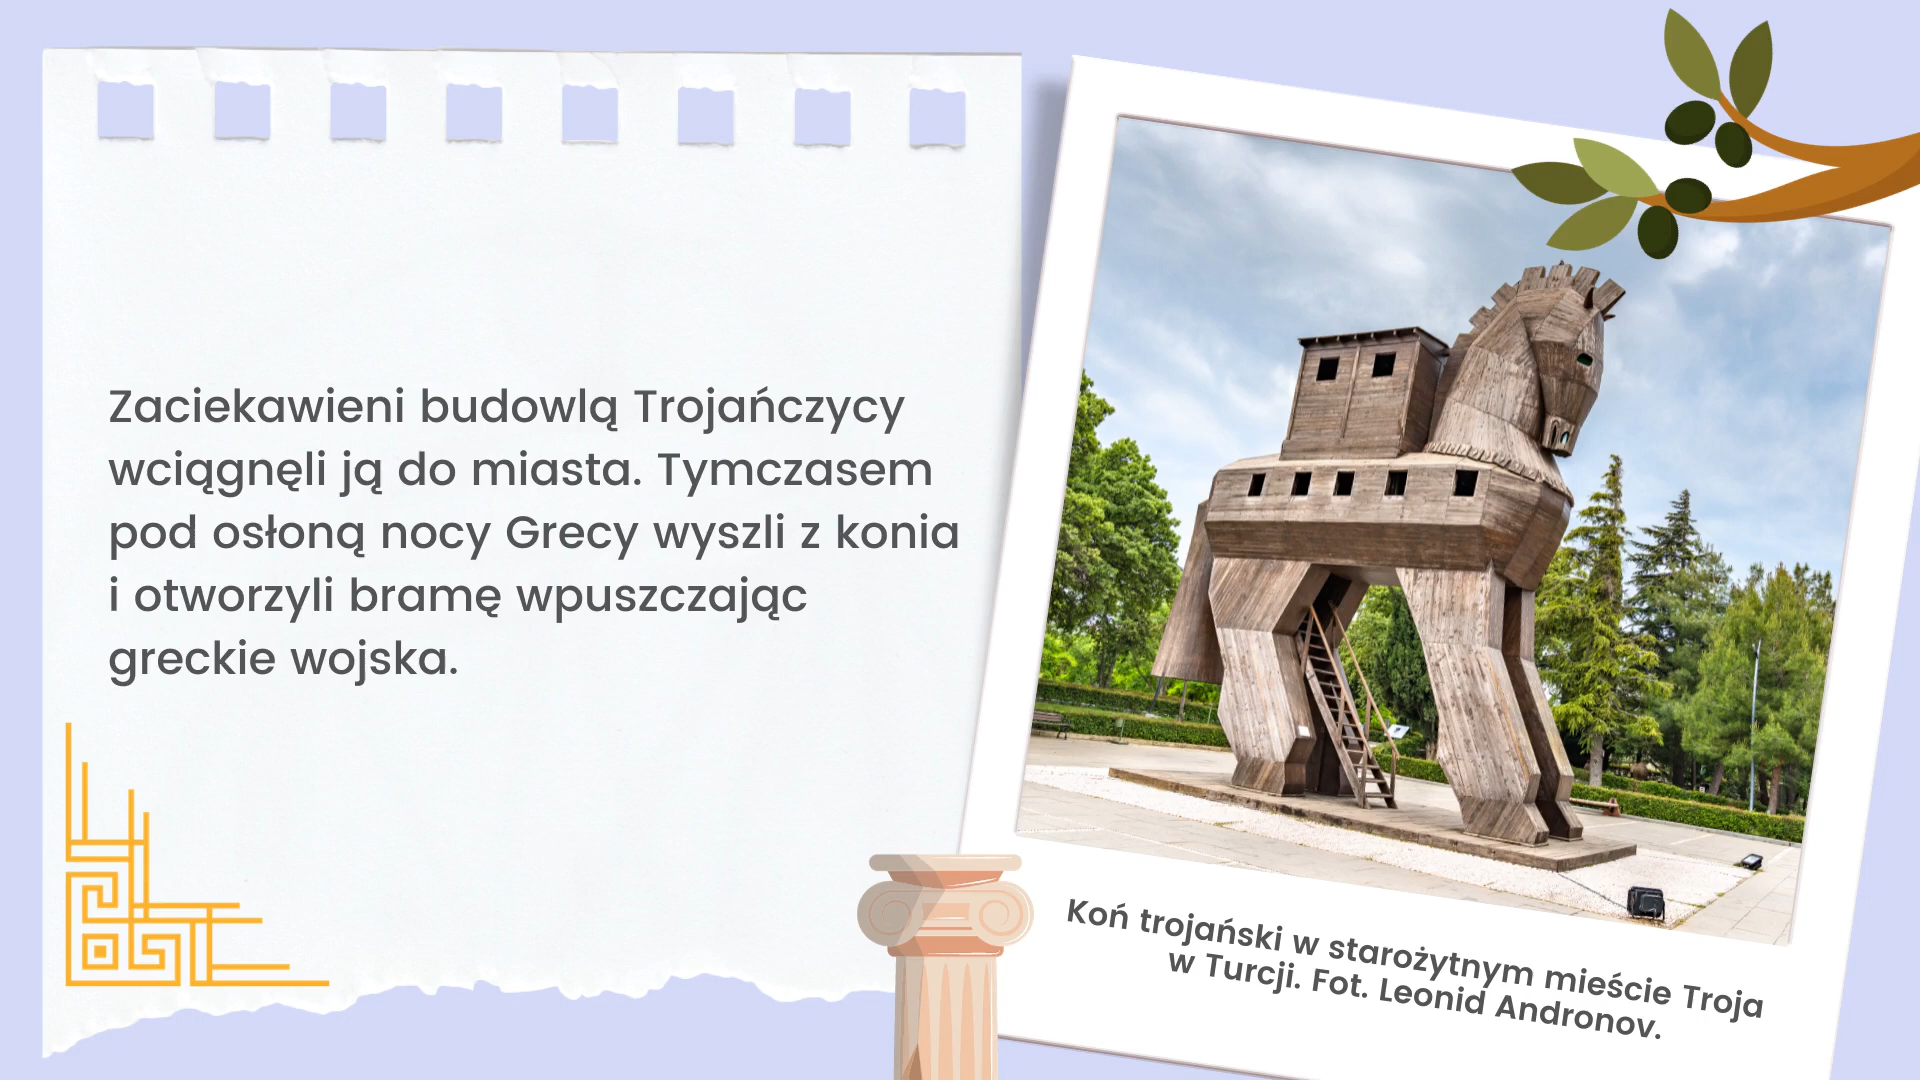 Zaciekawieni budowlą Trojańczycy
wciągnęli ją do miasta. Tymczasem
pod osłoną nocy Grecy wyszli z konia
i otworzyli bramę wpuszczając
greckie wojska.
Koń trojański w starożytnym mieście Troja
w Turcji. Fot. Leonid Andronov.